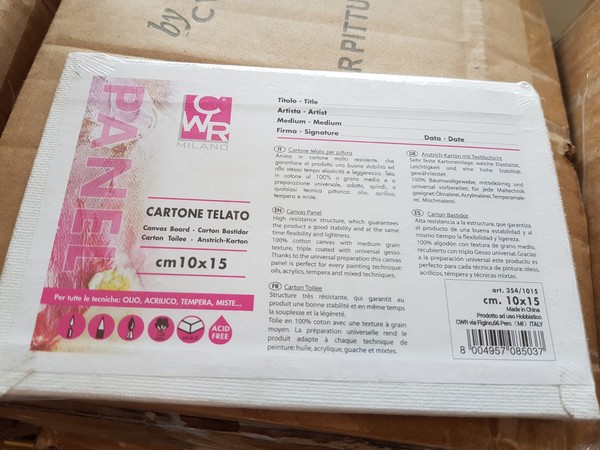 by
CWR
R PITTU
PANEL
CWR
MILANO
CARTONE TELATO
Canvas Board - Carton Bastidor
Carton Toilee - Anstrich-Karton
cm10x15
Per tutte le tecniche: OLIO, ACRILICO, TEMPERA, MISTE...
ACID
FREE
Titolo - Title
Artista - Artist
Medium - Medium
Firma - Signature
Data - Date
IT Cartone telato per pittura
Anima in cartone molto resistente, che
garantisce al prodotto una buona stabilità ed
allo stesso tempo elasticità e leggerezza. Tela
in cotone al 100% a grana media e a
preparazione universale, adatta, quindi, a
qualsiasi tecnica pittorica: olio, acrilico,
tempera e miste.
EN Canvas Panel
High resistance structure, which guarantees
the product a good stability and at the same
time flexibility and lightness.
100% cotton canvas with medium grain
texture, triple coated with universal gesso.
Thanks to the universal preparation this canvas
panel is perfect for every painting technique:
oils, acrylics, tempera and mixed techniques.
FR Carton Toilee
Structure très résistante, qui garantit au
produit une bonne stabilité et en même temps
la souplesse et la légèreté.
Toile en 100% coton avec une texture à grain
moyen. La préparation universelle rend le
produit adapte à chaque technique de
peinture: huile, acrylique, guache et mixtes.
DE Anstrich-Karton mit Textilschicht
Sehr feste Kartoneinlage, welche Elastizität,
Leichtigkeit und eine hohe Stabilität
gewährleistet.
100% Baumwollgewebe, mittelkörnig und
universal vorbereitet; für jede Maltechnik
geeignet:Ölmalerei,Acrylmalerei,Temperamalerei,
Mischmalerei.
ES Carton Bastidor
Alta resistencia a la estructura, que garantiza
el producto de una buena estabilidad y al
mismo tiempo la flexibilidad y ligereza.
100% algodón con textura de grano medio,
recubierto con triplo Gesso universal. Gracias
a la preparación universal este producto es
perfecto para cada técnica de pintura: oleos,
acrílicos, témpera y técnicas mixtas.
art. 354/1015
cm. 10x15
Made in China
Prodotto ad uso Hobbistico
CWR via Figino,66 Pero (MI) ITALY
8 004957 085037